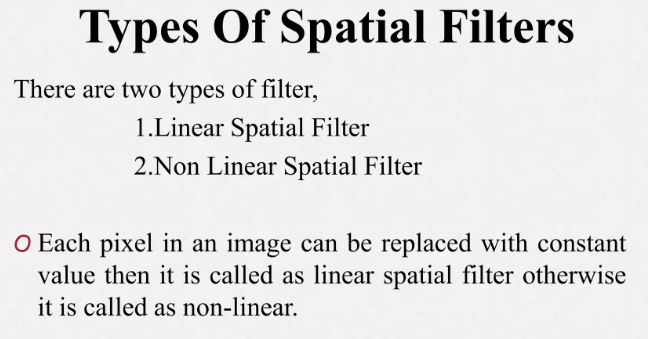 Types Of Spatial Filters
There are two types of filter,
1.Linear Spatial Filter
2.Non Linear Spatial Filter
O Each pixel in an image can be replaced with constant
value then it is called as linear spatial filter otherwise
it is called as non-linear.